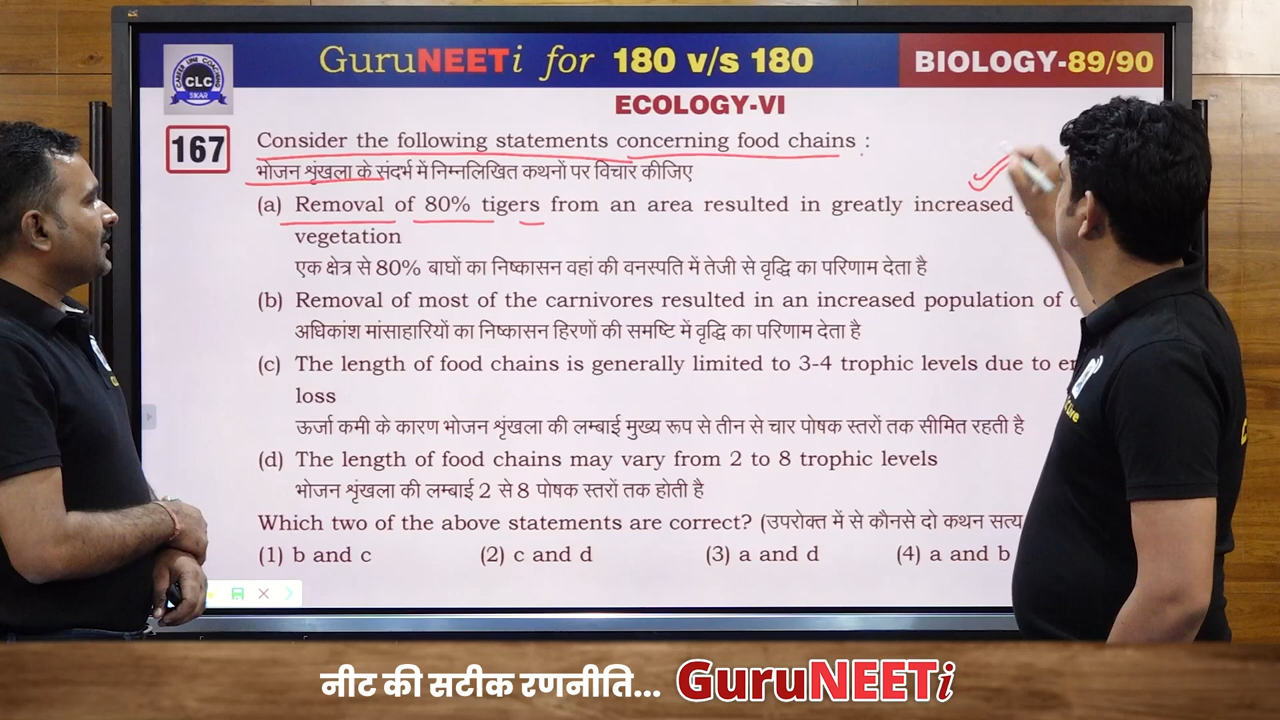 GuruNEETi for 180 v/s 180
BIOLOGY-89/90
CAREER LINE COACHING
CLC
SIKAR
ECOLOGY-VI
167
Consider the following statements concerning food chains :
भोजन शृंखला के संदर्भ में निम्नलिखित कथनों पर विचार कीजिए
(a) Removal of 80% tigers from an area resulted in greatly increased
vegetation
एक क्षेत्र से 80% बाघों का निष्कासन वहां की वनस्पति में तेजी से वृद्धि का परिणाम देता है
(b) Removal of most of the carnivores resulted in an increased population of
अधिकांश मांसाहारियों का निष्कासन हिरणों की समष्टि में वृद्धि का परिणाम देता है
(c) The length of food chains is generally limited to 3-4 trophic levels due to
loss
ऊर्जा कमी के कारण भोजन शृंखला की लम्बाई मुख्य रूप से तीन से चार पोषक स्तरों तक सीमित रहती है
(d) The length of food chains may vary from 2 to 8 trophic levels
भोजन शृंखला की लम्बाई 2 से 8 पोषक स्तरों तक होती है
Which two of the above statements are correct? (उपरोक्त में से कौनसे दो कथन सत्य
(1) b and c (2) c and d (3) a and d (4) a and b
नीट की सटीक रणनीति... GuruNEETi